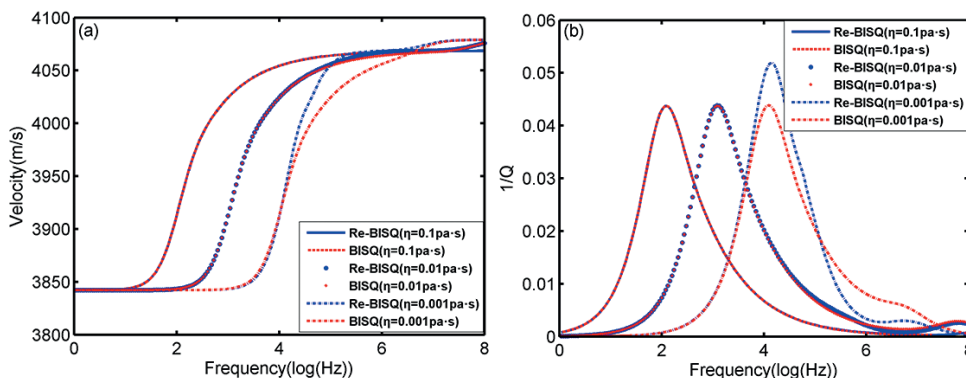 (a)
4100
4050
4000
3950
3900
3850
3800
Velocity(m/s)
Re-BISQ(η=0.1pa·s)
BISQ(η=0.1pa·s)
Re-BISQ(η=0.01pa·s)
BISQ(η=0.01pa·s)
Re-BISQ(η=0.001pa·s)
BISQ(η=0.001pa·s)
0 2 4 6 8
Frequency(log(Hz))
(b)
0.06
0.05
0.04
0.03
0.02
0.01
0
1/Q
Re-BISQ(η=0.1pa·s)
BISQ(η=0.1pa·s)
Re-BISQ(η=0.01pa·s)
BISQ(η=0.01pa·s)
Re-BISQ(η=0.001pa·s)
BISQ(η=0.001pa·s)
0 2 4 6 8
Frequency(log(Hz))